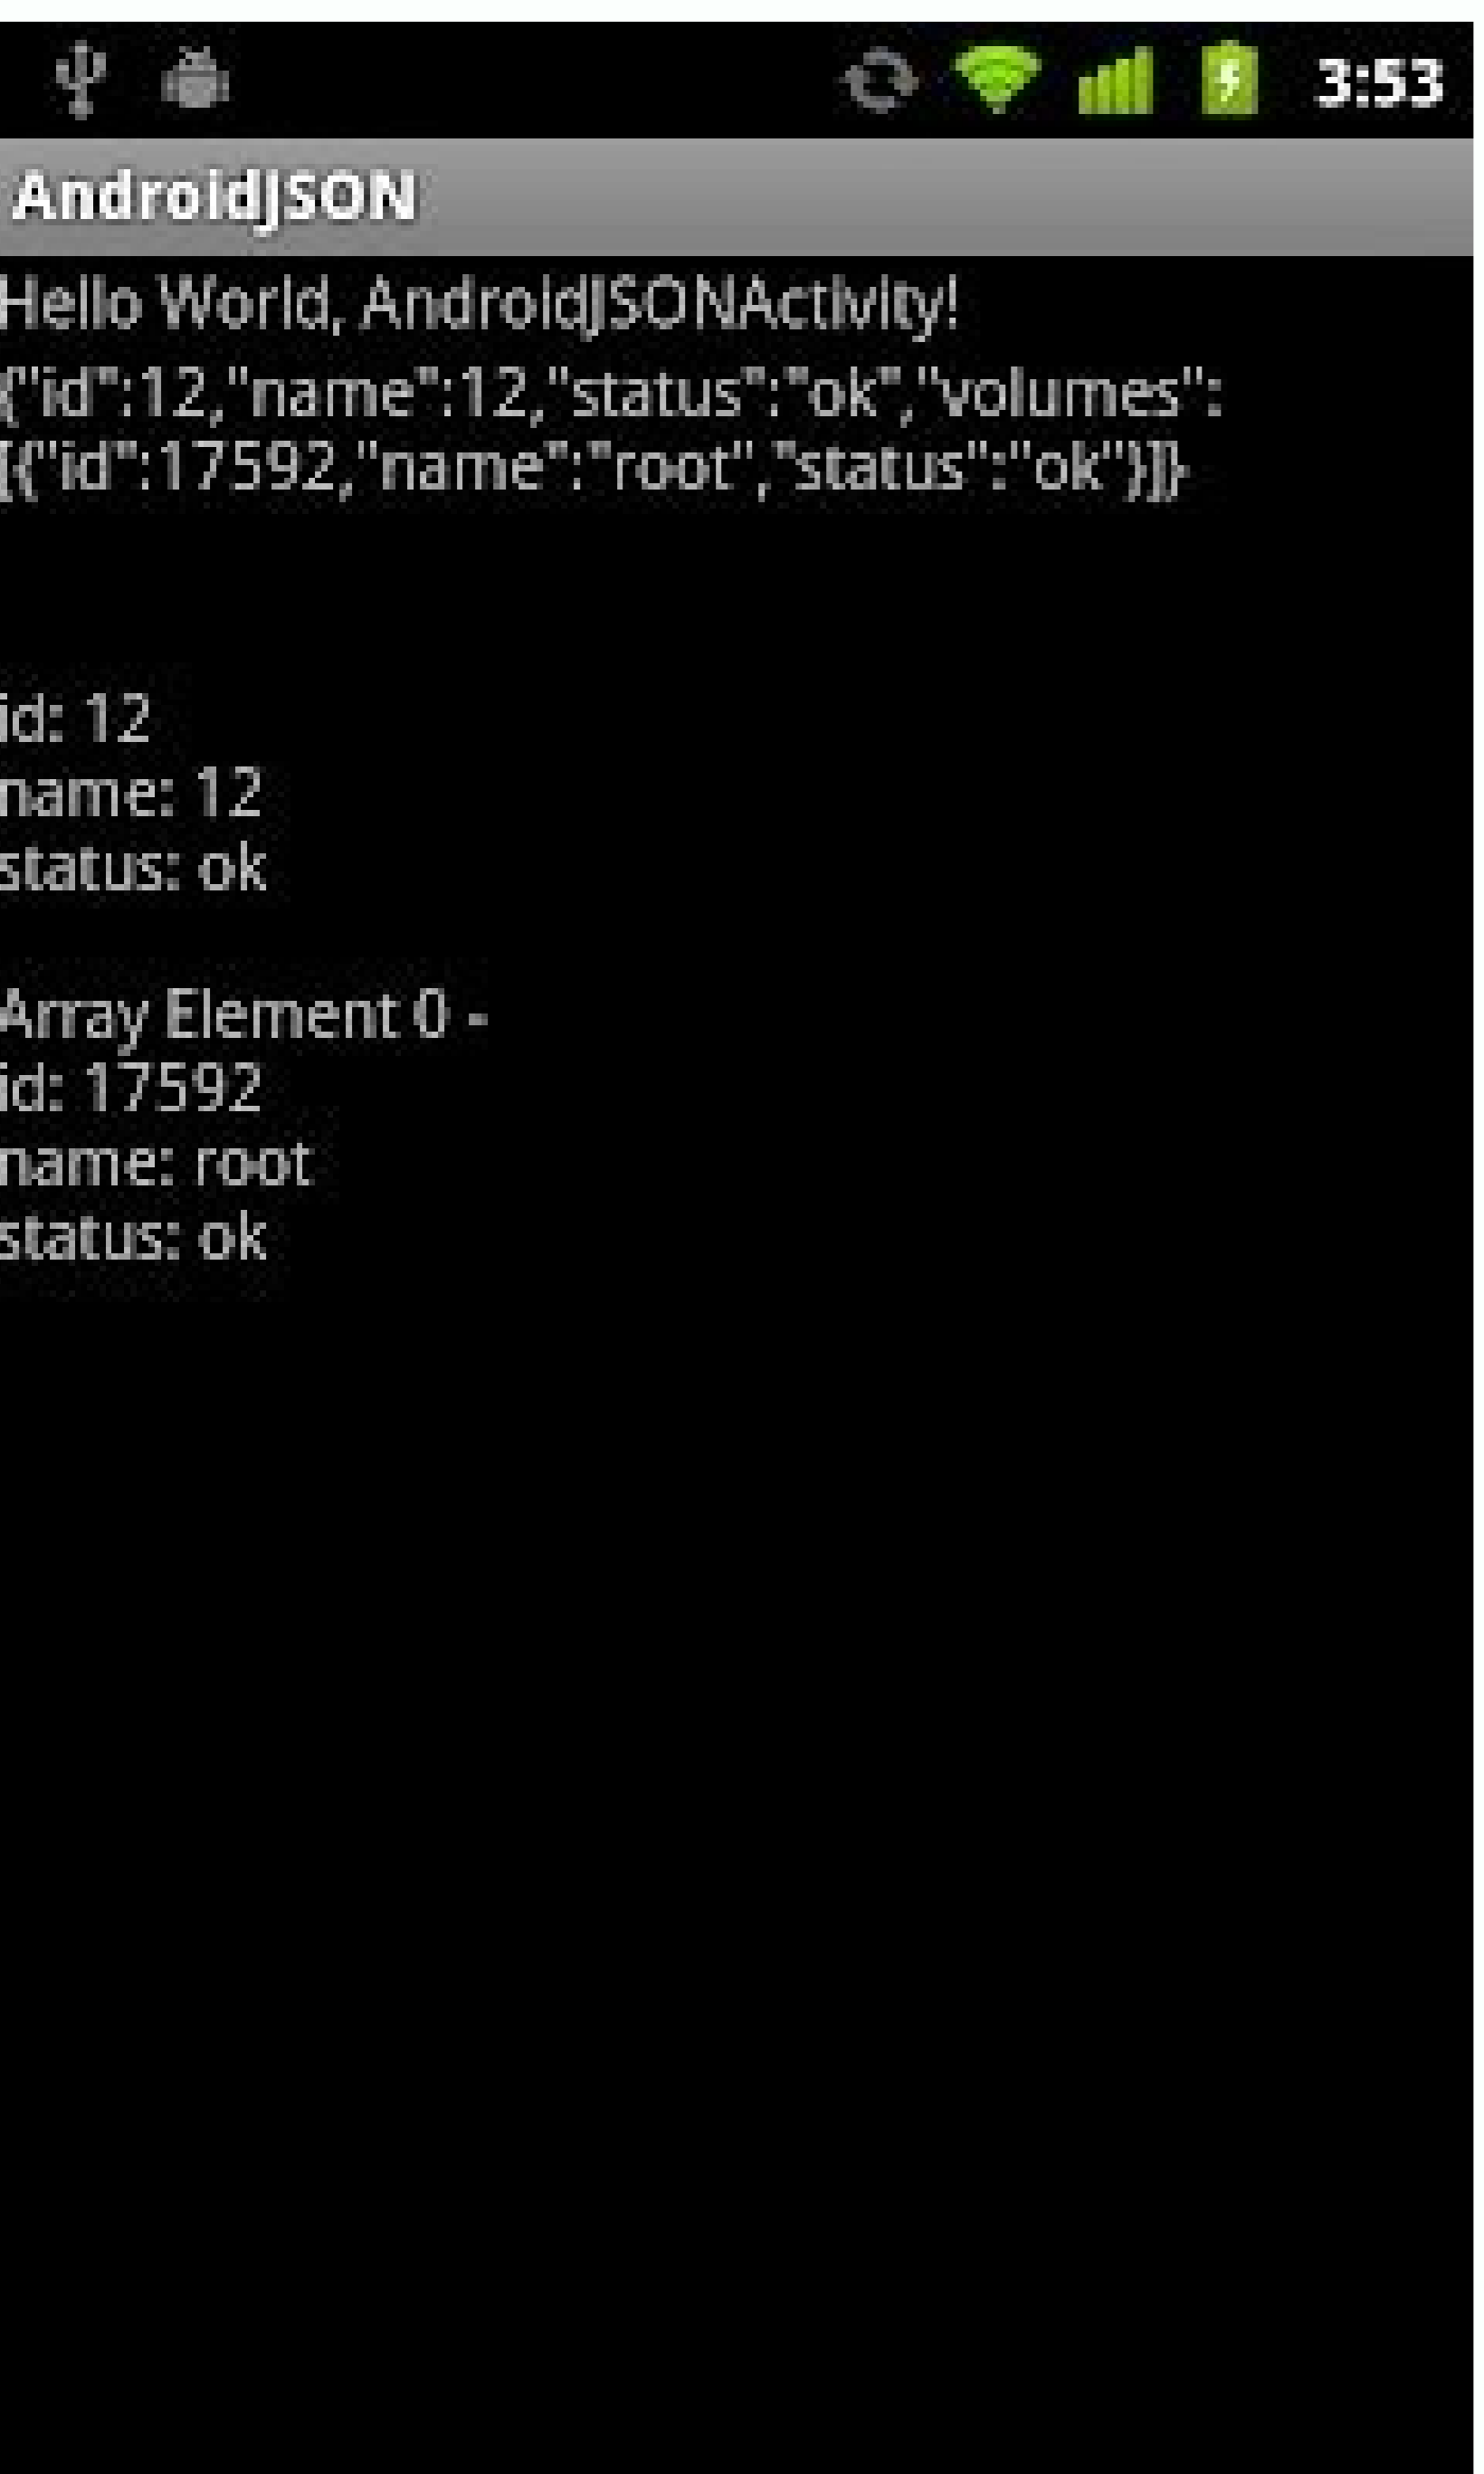 3:53
AndroidJSON
Hello World, AndroidJSONActivity!
{"id":12,"name":12,"status":"ok","volumes":
[{"id":17592,"name":"root","status":"ok"}]}
id: 12
name: 12
status: ok
Array Element 0 -
id: 17592
name: root
status: ok